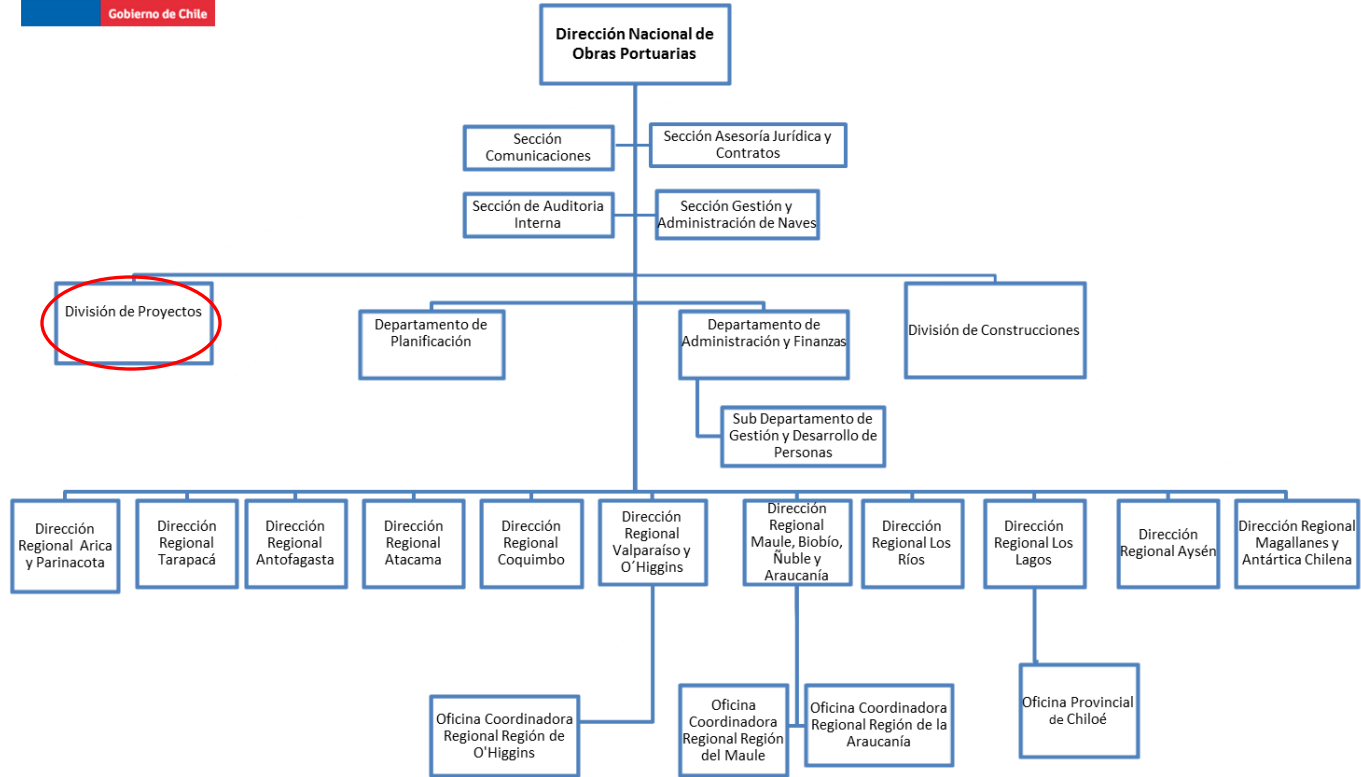 Gobierno de Chile
Dirección Nacional de
Obras Portuarias
Sección
Comunicaciones
Sección Asesoría Jurídica y
Contratos
Sección de Auditoria
Interna
Sección Gestión y
Administración de Naves
División de Proyectos
Departamento de
Planificación
Departamento de
Administración y Finanzas
División de Construcciones
Sub Departamento de
Gestión y Desarrollo de
Personas
Dirección
Regional Arica
y Parinacota
Dirección
Regional
Tarapacá
Dirección
Regional
Antofagasta
Dirección
Regional
Atacama
Dirección
Regional
Coquimbo
Dirección
Regional
Valparaíso y
O´Higgins
Dirección
Regional
Maule, Biobío,
Ñuble y
Araucanía
Dirección
Regional Los
Ríos
Dirección
Regional Los
Lagos
Dirección
Regional Aysén
Dirección Regional
Magallanes y
Antártica Chilena
Oficina Coordinadora
Regional Región de
O'Higgins
Oficina
Coordinadora
Regional Región
del Maule
Oficina Coordinadora
Regional Región de la
Araucanía
Oficina Provincial
de Chiloé